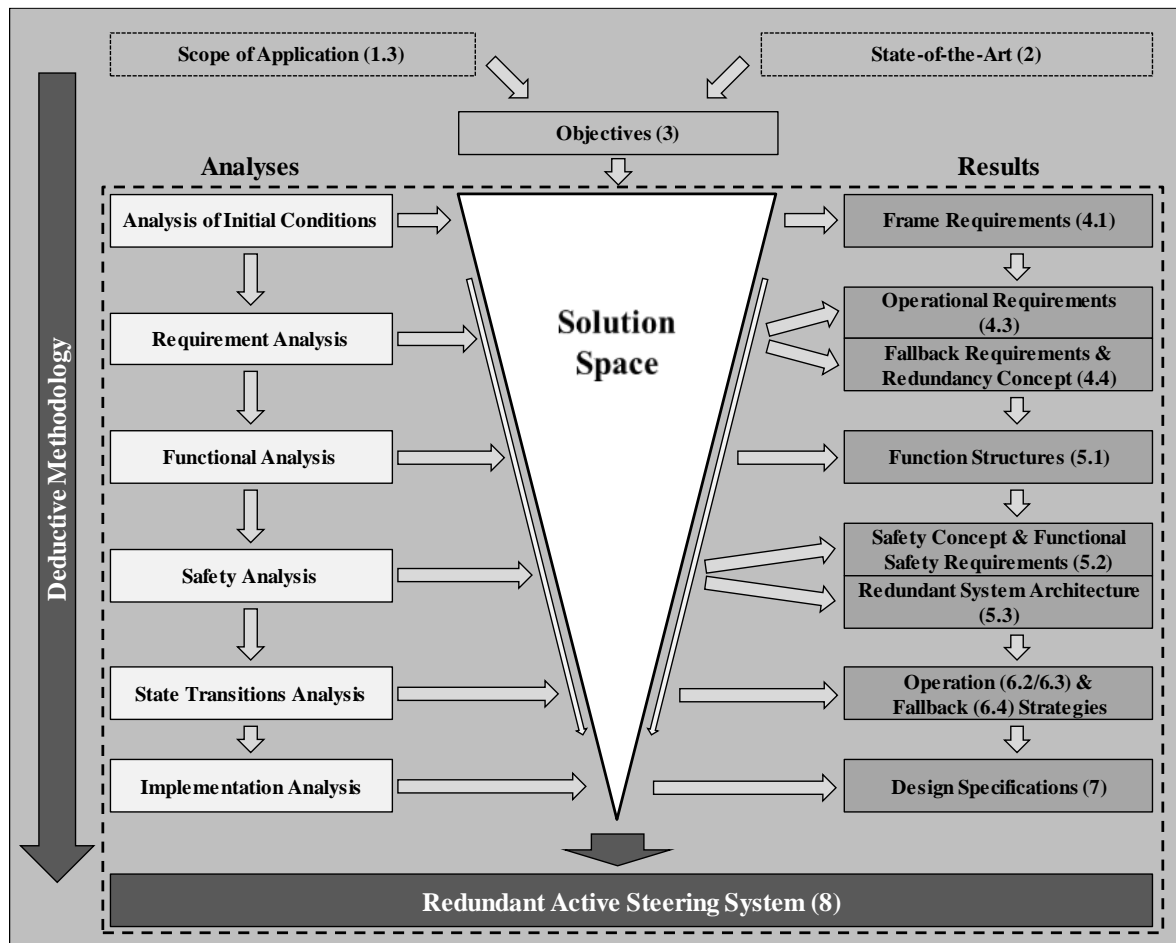 Scope of Application (1.3)
State-of-the-Art (2)
Objectives (3)
Analyses
Results
Analysis of Initial Conditions
Frame Requirements (4.1)
Solution
Space
Requirement Analysis
Operational Requirements
(4.3)
Fallback Requirements &
Redundancy Concept (4.4)
Functional Analysis
Function Structures (5.1)
Safety Analysis
Safety Concept & Functional
Safety Requirements (5.2)
Redundant System Architecture
(5.3)
State Transitions Analysis
Operation (6.2/6.3) &
Fallback (6.4) Strategies
Implementation Analysis
Design Specifications (7)
Deductive Methodology
Redundant Active Steering System (8)